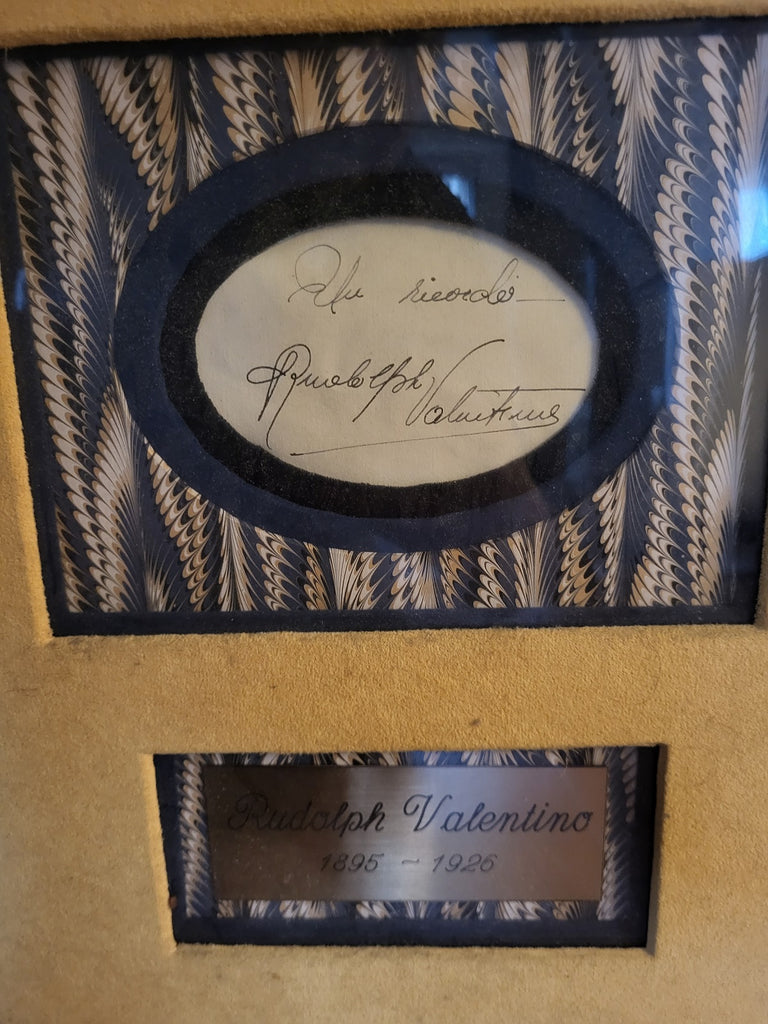 Un ricordo
Rudolph Valentino
Rudolph Valentino
1895 ~ 1926